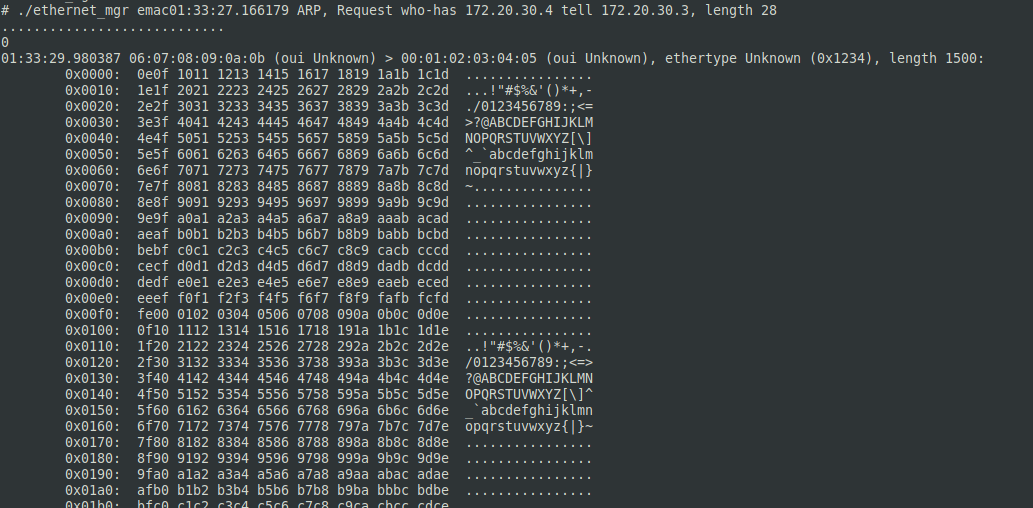 # ./ethernet_mgr emac01:33:27.166179 ARP, Request who-has 172.20.30.4 tell 172.20.30.3, length 28
............................
0
01:33:29.980387 06:07:08:09:0a:0b (oui Unknown) > 00:01:02:03:04:05 (oui Unknown), ethertype Unknown (0x1234), length 1500:
0x0000: 0e0f 1011 1213 1415 1617 1819 1a1b 1c1d ................
0x0010: 1e1f 2021 2223 2425 2627 2829 2a2b 2c2d ...!"#$%&'()*+,-
0x0020: 2e2f 3031 3233 3435 3637 3839 3a3b 3c3d ./0123456789:;<=
0x0030: 3e3f 4041 4243 4445 4647 4849 4a4b 4c4d >?@ABCDEFGHIJKLM
0x0040: 4e4f 5051 5253 5455 5657 5859 5a5b 5c5d NOPQRSTUVWXYZ[\]
0x0050: 5e5f 6061 6263 6465 6667 6869 6a6b 6c6d ^_`abcdefghijklm
0x0060: 6e6f 7071 7273 7475 7677 7879 7a7b 7c7d nopqrstuvwxyz{|}
0x0070: 7e7f 8081 8283 8485 8687 8889 8a8b 8c8d ~...............
0x0080: 8e8f 9091 9293 9495 9697 9899 9a9b 9c9d ................
0x0090: 9e9f a0a1 a2a3 a4a5 a6a7 a8a9 aaab acad ................
0x00a0: aeaf b0b1 b2b3 b4b5 b6b7 b8b9 babb bcbd ................
0x00b0: bebf c0c1 c2c3 c4c5 c6c7 c8c9 cacb cccd ................
0x00c0: cecf d0d1 d2d3 d4d5 d6d7 d8d9 dadb dcdd ................
0x00d0: dedf e0e1 e2e3 e4e5 e6e7 e8e9 eaeb eced ................
0x00e0: eeef f0f1 f2f3 f4f5 f6f7 f8f9 fafb fcfd ................
0x00f0: fe00 0102 0304 0506 0708 090a 0b0c 0d0e ................
0x0100: 0f10 1112 1314 1516 1718 191a 1b1c 1d1e ................
0x0110: 1f20 2122 2324 2526 2728 292a 2b2c 2d2e ..!"#$%&'()*+,-.
0x0120: 2f30 3132 3334 3536 3738 393a 3b3c 3d3e /0123456789:;<=>
0x0130: 3f40 4142 4344 4546 4748 494a 4b4c 4d4e ?@ABCDEFGHIJKLMN
0x0140: 4f50 5152 5354 5556 5758 595a 5b5c 5d5e OPQRSTUVWXYZ[\]^
0x0150: 5f60 6162 6364 6566 6768 696a 6b6c 6d6e _`abcdefghijklmn
0x0160: 6f70 7172 7374 7576 7778 797a 7b7c 7d7e opqrstuvwxyz{|}~
0x0170: 7f80 8182 8384 8586 8788 898a 8b8c 8d8e ................
0x0180: 8f90 9192 9394 9596 9798 999a 9b9c 9d9e ................
0x0190: 9fa0 a1a2 a3a4 a5a6 a7a8 a9aa abac adae ................
0x01a0: afb0 b1b2 b3b4 b5b6 b7b8 b9ba bbbc bdbe ................
0x01b0: bfc0 c1c2 c3c4 c5c6 c7c8 c9ca cbcc cdce ................